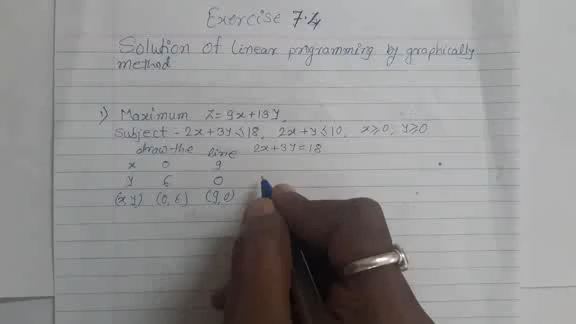 Exercise 7.4
Solution of linear programming by graphically
method
1) Maximum Z=9x+13y
Subject - 2x+3y≤18, 2x+y≤10, x≥0, y≥0
draw the line 2x+3y=18
x 0 9
y 6 0
(x,y) (0,6) (9,0)